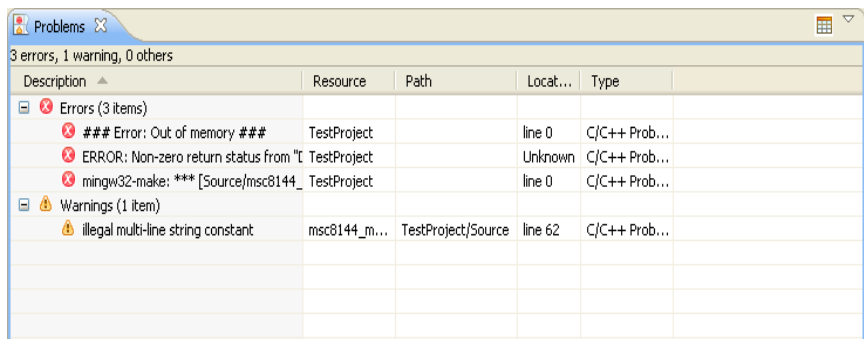 Problems
3 errors, 1 warning, 0 others
Description Resource Path Locat... Type
Errors (3 items)
### Error: Out of memory ### TestProject line 0 C/C++ Prob...
ERROR: Non-zero return status from "D TestProject Unknown C/C++ Prob...
mingw32-make: *** [Source/msc8144_ TestProject line 0 C/C++ Prob...
Warnings (1 item)
illegal multi-line string constant msc8144_m... TestProject/Source line 62 C/C++ Prob...